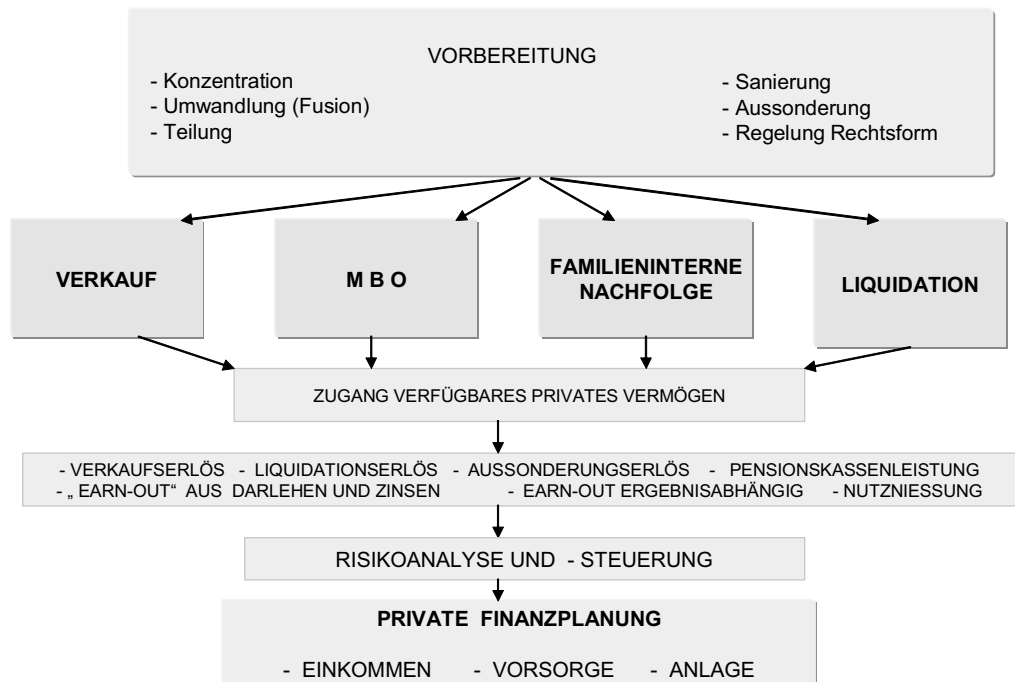 VORBEREITUNG
- Konzentration
- Umwandlung (Fusion)
- Teilung
- Sanierung
- Aussonderung
- Regelung Rechtsform
VERKAUF
M B O
FAMILIENINTERNE
NACHFOLGE
LIQUIDATION
ZUGANG VERFÜGBARES PRIVATES VERMÖGEN
- VERKAUFSERLÖS - LIQUIDATIONSERLÖS - AUSSONDERUNGSERLÖS - PENSIONSKASSENLEISTUNG
- „ EARN-OUT“ AUS DARLEHEN UND ZINSEN - EARN-OUT ERGEBNISABHÄNGIG - NUTZNIESSUNG
RISIKOANALYSE UND - STEUERUNG
PRIVATE FINANZPLANUNG
- EINKOMMEN - VORSORGE - ANLAGE